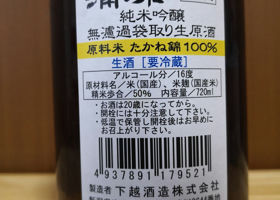 純米吟醸
無濾過袋取り生原酒
原料米 たかね錦100%
生酒 [要冷蔵]
アルコール分/16度
原材料名/米(国産)、米麹(国産米)
精米歩合/50% 内容量/720ml
・お酒は20歳になってから。
・開栓には十分注意して下さい。
・低温で保管し開栓後はお早めに
お召し上がり下さい。
4 937891 179521
製造者 下越酒造株式会社